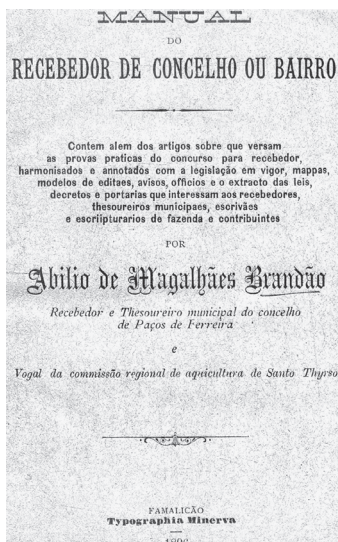 MANUAL
DO
RECEBEDOR DE CONCELHO OU BAIRRO
Contem alem dos artigos sobre que versam
as provas praticas do concurso para recebedor,
harmonisados e annotados com a legislação em vigor, mappas,
modelos de editaes, avisos, officios e o extracto das leis,
decretos e portarias que interessam aos recebedores,
thesoureiros municipaes, escrivães
e escriipturarios de fazenda e contribuintes
POR
Abilio de Magalhães Brandão
Recebedor e Thesoureiro municipal do concelho
de Paços de Ferreira
e
Vogal da commissão regional de aquicultura de Santo Thyrso
FAMALICÃO
Typographia Minerva